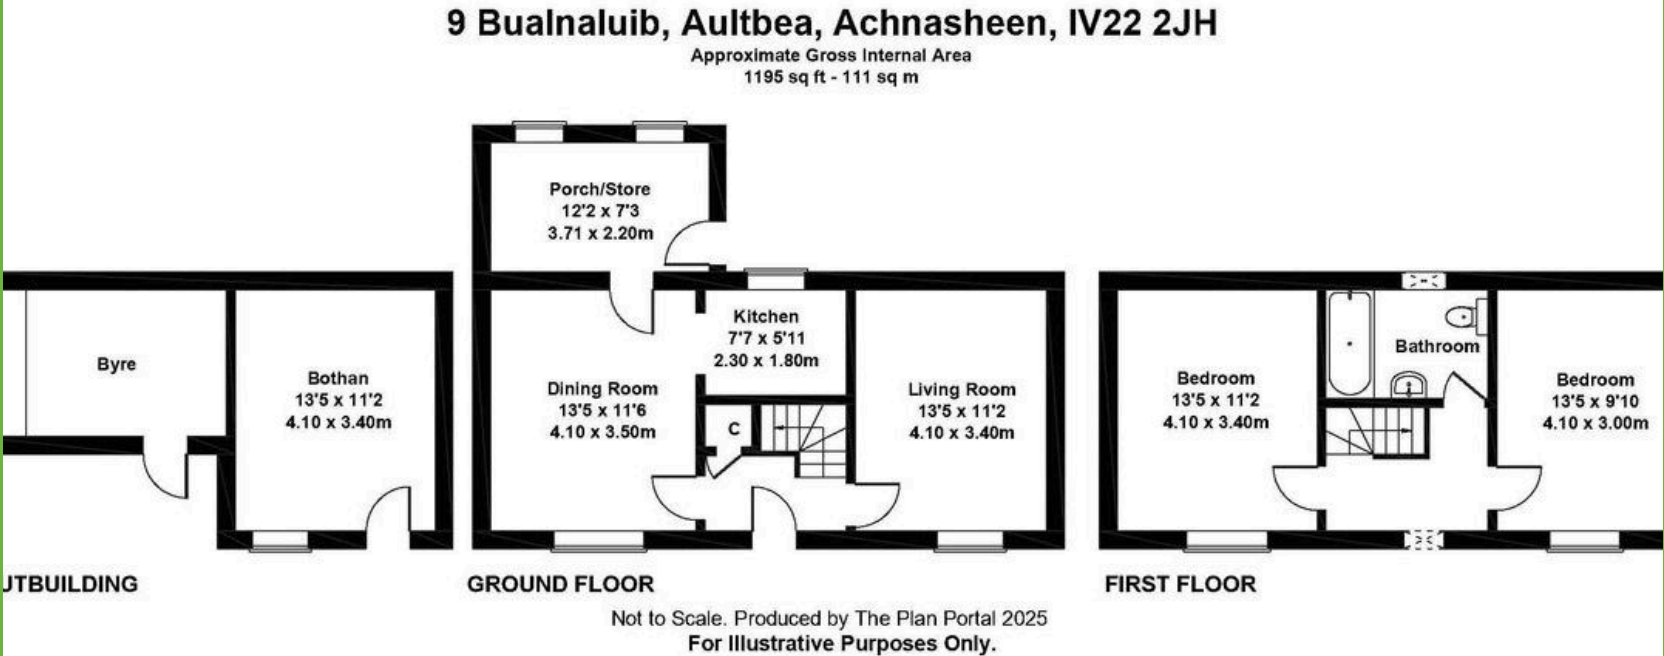 9 Bualnaluib, Aultbea, Achnasheen, IV22 2JH
Approximate Gross Internal Area
1195 sq ft - 111 sq m
Porch/Store
12'2 x 7'3
3.71 x 2.20m
Byre
Bothan
13'5 x 11'2
4.10 x 3.40m
Dining Room
13'5 x 11'6
4.10 x 3.50m
Kitchen
7'7 x 5'11
2.30 x 1.80m
C
Living Room
13'5 x 11'2
4.10 x 3.40m
Bedroom
13'5 x 11'2
4.10 x 3.40m
Bathroom
Bedroom
13'5 x 9'10
4.10 x 3.00m
UTBUILDING
GROUND FLOOR
FIRST FLOOR
Not to Scale. Produced by The Plan Portal 2025
For Illustrative Purposes Only.